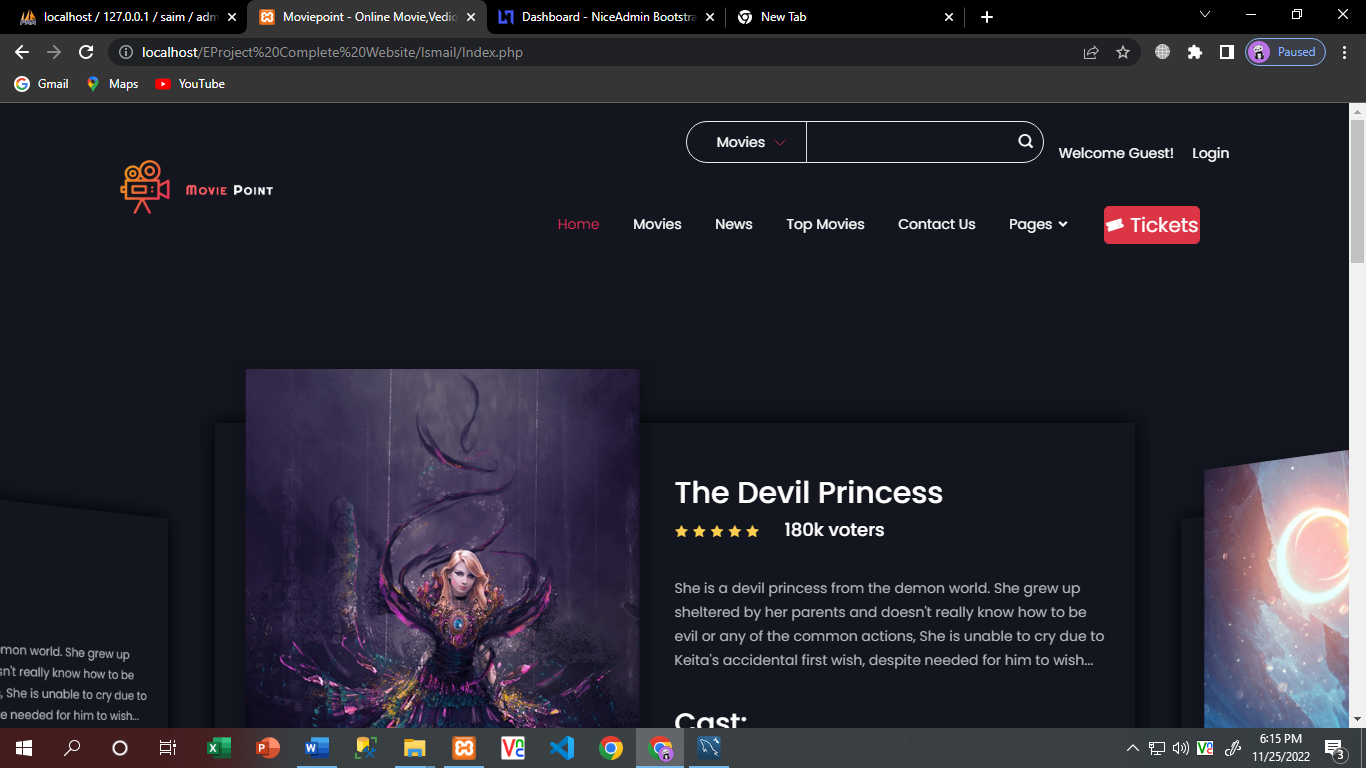 localhost / 127.0.0.1 / saim / adm
Moviepoint - Online Movie,Vedio
Dashboard - NiceAdmin Bootstra
New Tab
localhost/EProject%20Complete%20Website/Ismail/Index.php
Paused
Gmail
Maps
YouTube
Movies
Welcome Guest!
Login
Movie Point
Home
Movies
News
Top Movies
Contact Us
Pages
Tickets
The Devil Princess
180k voters
She is a devil princess from the demon world. She grew up
sheltered by her parents and doesn't really know how to be
evil or any of the common actions, She is unable to cry due to
Keita's accidental first wish, despite needed for him to wish...
Cast:
emon world. She grew up
sn't really know how to be
s, She is unable to cry due to
e needed for him to wish...
6:15 PM
11/25/2022
3